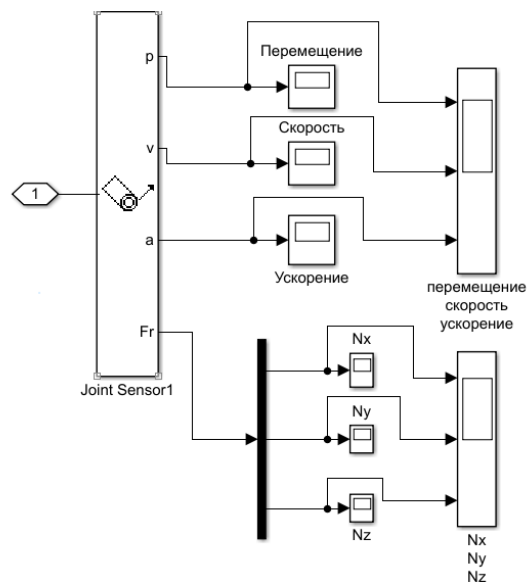 p
Перемещение
v
Скорость
1
a
Ускорение
перемещение
скорость
ускорение
Fr
Joint Sensor1
Nx
Ny
Nz
Nx
Ny
Nz